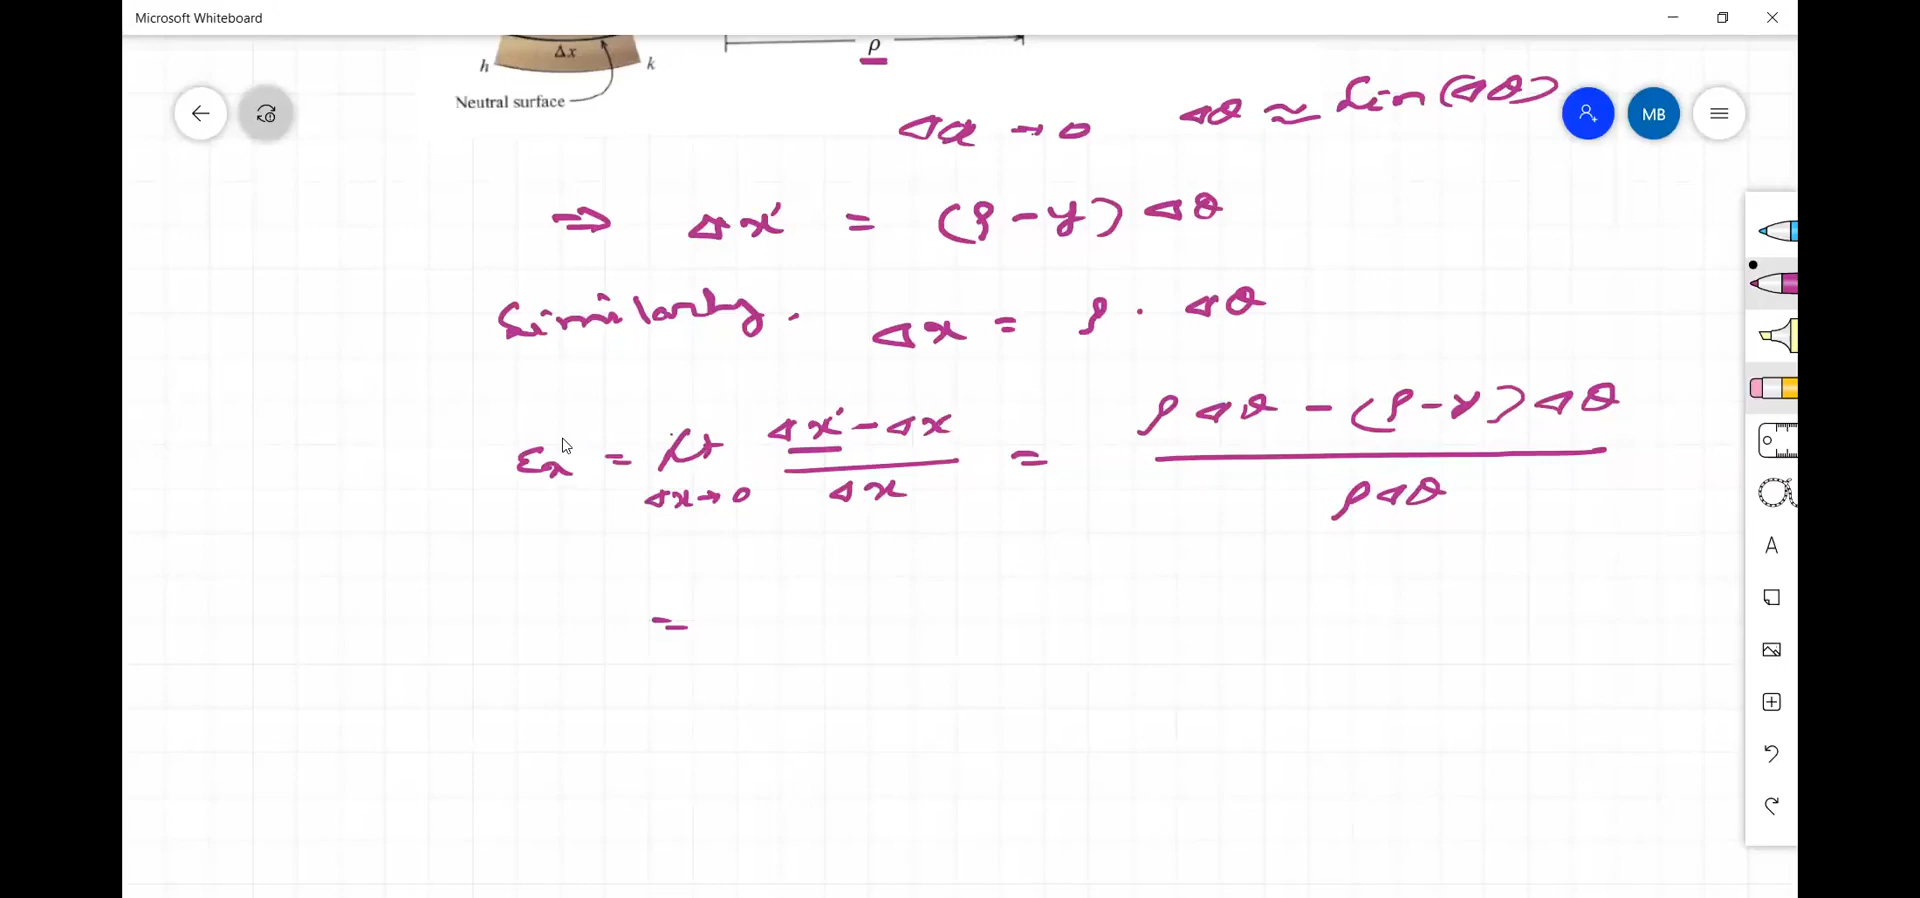 Microsoft Whiteboard
Δx
ρ
h
k
Neutral surface
Δx → 0 Δθ ≈ Sin (Δθ)
MB
⇒ Δx' = (ρ - y) Δθ
Similarly. Δx = ρ · Δθ
εx = Lt Δx→0 (Δx' - Δx) / Δx = (ρ Δθ - (ρ - y) Δθ) / ρ Δθ
A
=